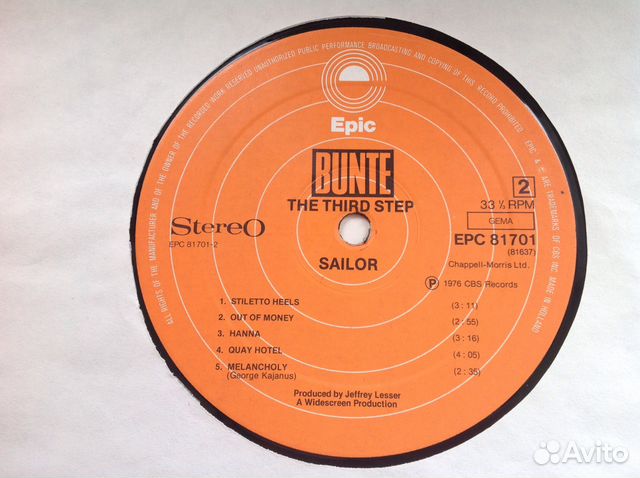 ALL RIGHTS OF THE MANUFACTURER AND OF THE OWNER OF THE RECORDED WORK RESERVED UNAUTHORIZED PUBLIC PERFORMANCE BROADCASTING AND COPYING OF THIS RECORD PROHIBITED. EPIC & ARE TRADEMARKS OF CBS INC. MADE IN HOLLAND
Epic
BUNTE
THE THIRD STEP
2
33 ⅓ RPM
GEMA
StereO
EPC 81701-2
EPC 81701
(81637)
SAILOR
Chappell-Morris Ltd.
Ⓟ 1976 CBS Records
1. STILETTO HEELS (3:11)
2. OUT OF MONEY (2:55)
3. HANNA (3:16)
4. QUAY HOTEL (4:05)
5. MELANCHOLY (2:35)
(George Kajanus)
Produced by Jeffrey Lesser
A Widescreen Production
Avito